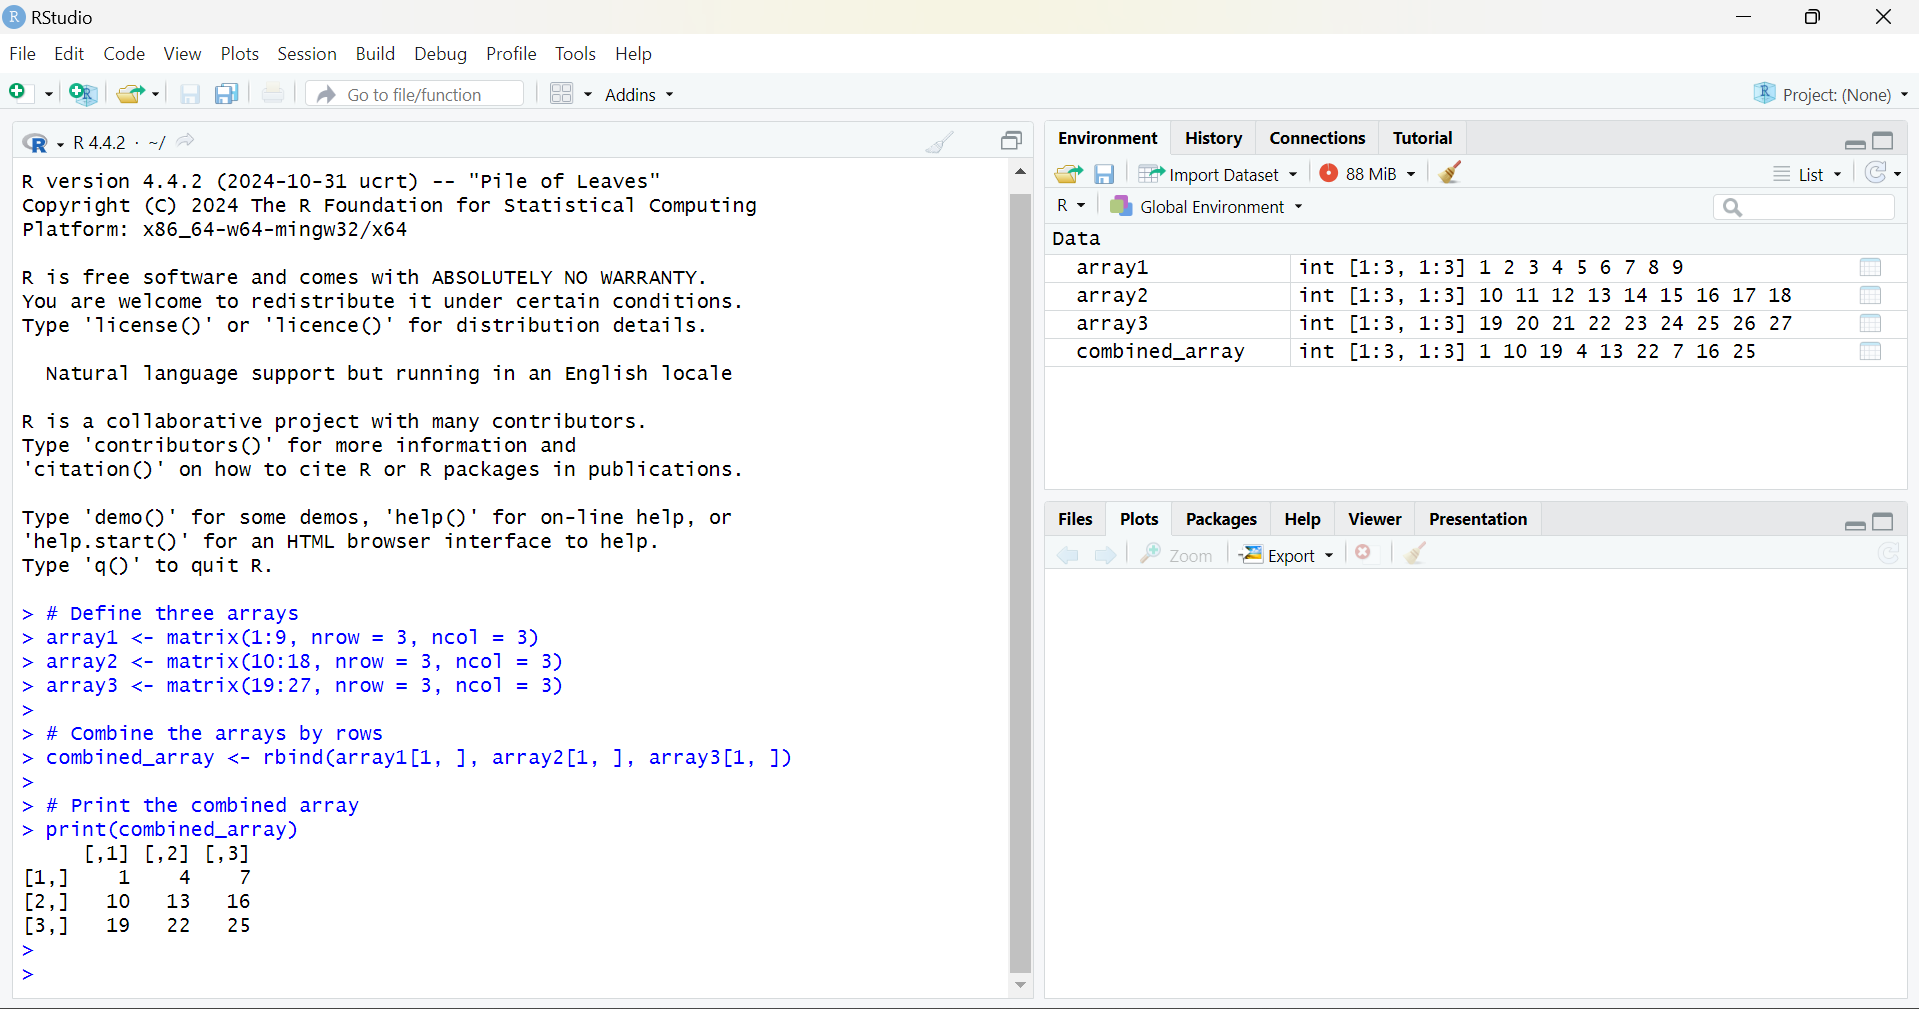 RStudio
File Edit Code View Plots Session Build Debug Profile Tools Help
Go to file/function Addins Project: (None)
R 4.4.2 · ~/
R version 4.4.2 (2024-10-31 ucrt) -- "Pile of Leaves"
Copyright (C) 2024 The R Foundation for Statistical Computing
Platform: x86_64-w64-mingw32/x64
R is free software and comes with ABSOLUTELY NO WARRANTY.
You are welcome to redistribute it under certain conditions.
Type 'license()' or 'licence()' for distribution details.
Natural language support but running in an English locale
R is a collaborative project with many contributors.
Type 'contributors()' for more information and
'citation()' on how to cite R or R packages in publications.
Type 'demo()' for some demos, 'help()' for on-line help, or
'help.start()' for an HTML browser interface to help.
Type 'q()' to quit R.
> # Define three arrays
> array1 <- matrix(1:9, nrow = 3, ncol = 3)
> array2 <- matrix(10:18, nrow = 3, ncol = 3)
> array3 <- matrix(19:27, nrow = 3, ncol = 3)
>
> # Combine the arrays by rows
> combined_array <- rbind(array1[1, ], array2[1, ], array3[1, ])
>
> # Print the combined array
> print(combined_array)
     [,1] [,2] [,3]
[1,]    1    4    7
[2,]   10   13   16
[3,]   19   22   25
>
>
Environment History Connections Tutorial
Import Dataset 88 MiB List
R Global Environment
Data
array1 int [1:3, 1:3] 1 2 3 4 5 6 7 8 9
array2 int [1:3, 1:3] 10 11 12 13 14 15 16 17 18
array3 int [1:3, 1:3] 19 20 21 22 23 24 25 26 27
combined_array int [1:3, 1:3] 1 10 19 4 13 22 7 16 25
Files Plots Packages Help Viewer Presentation
Zoom Export